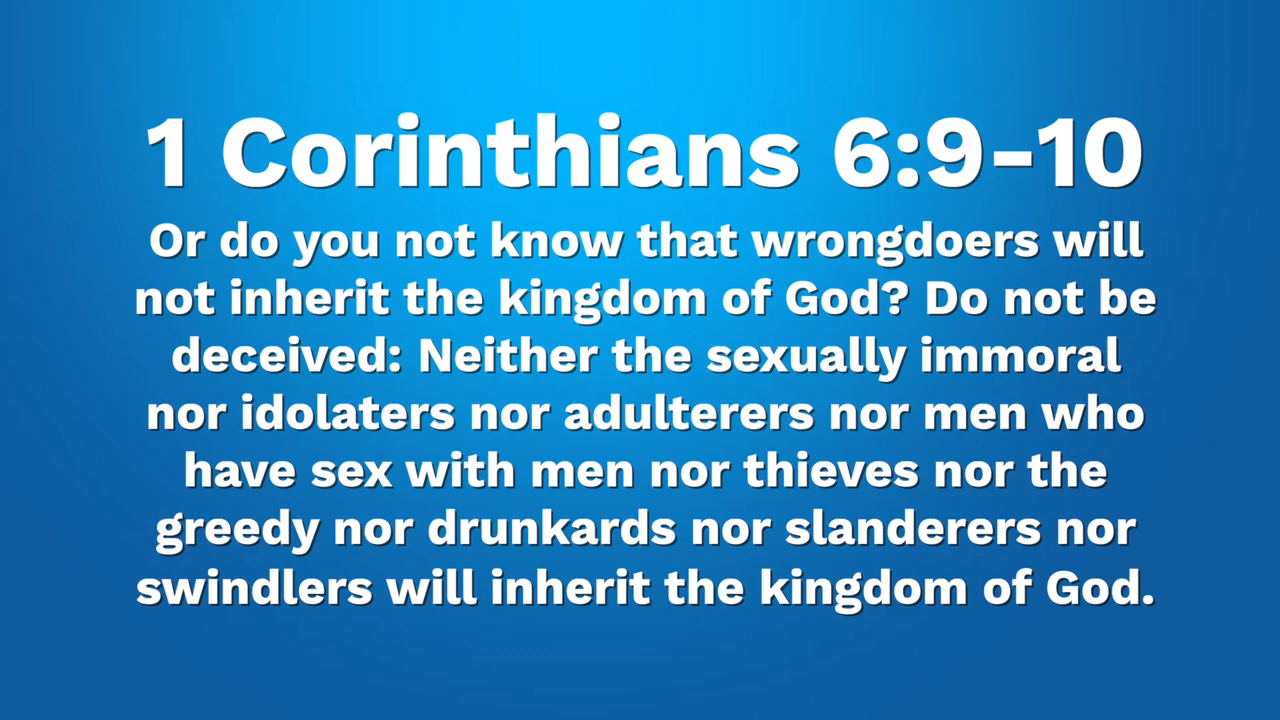 1 Corinthians 6:9-10
Or do you not know that wrongdoers will
not inherit the kingdom of God? Do not be
deceived: Neither the sexually immoral
nor idolaters nor adulterers nor men who
have sex with men nor thieves nor the
greedy nor drunkards nor slanderers nor
swindlers will inherit the kingdom of God.